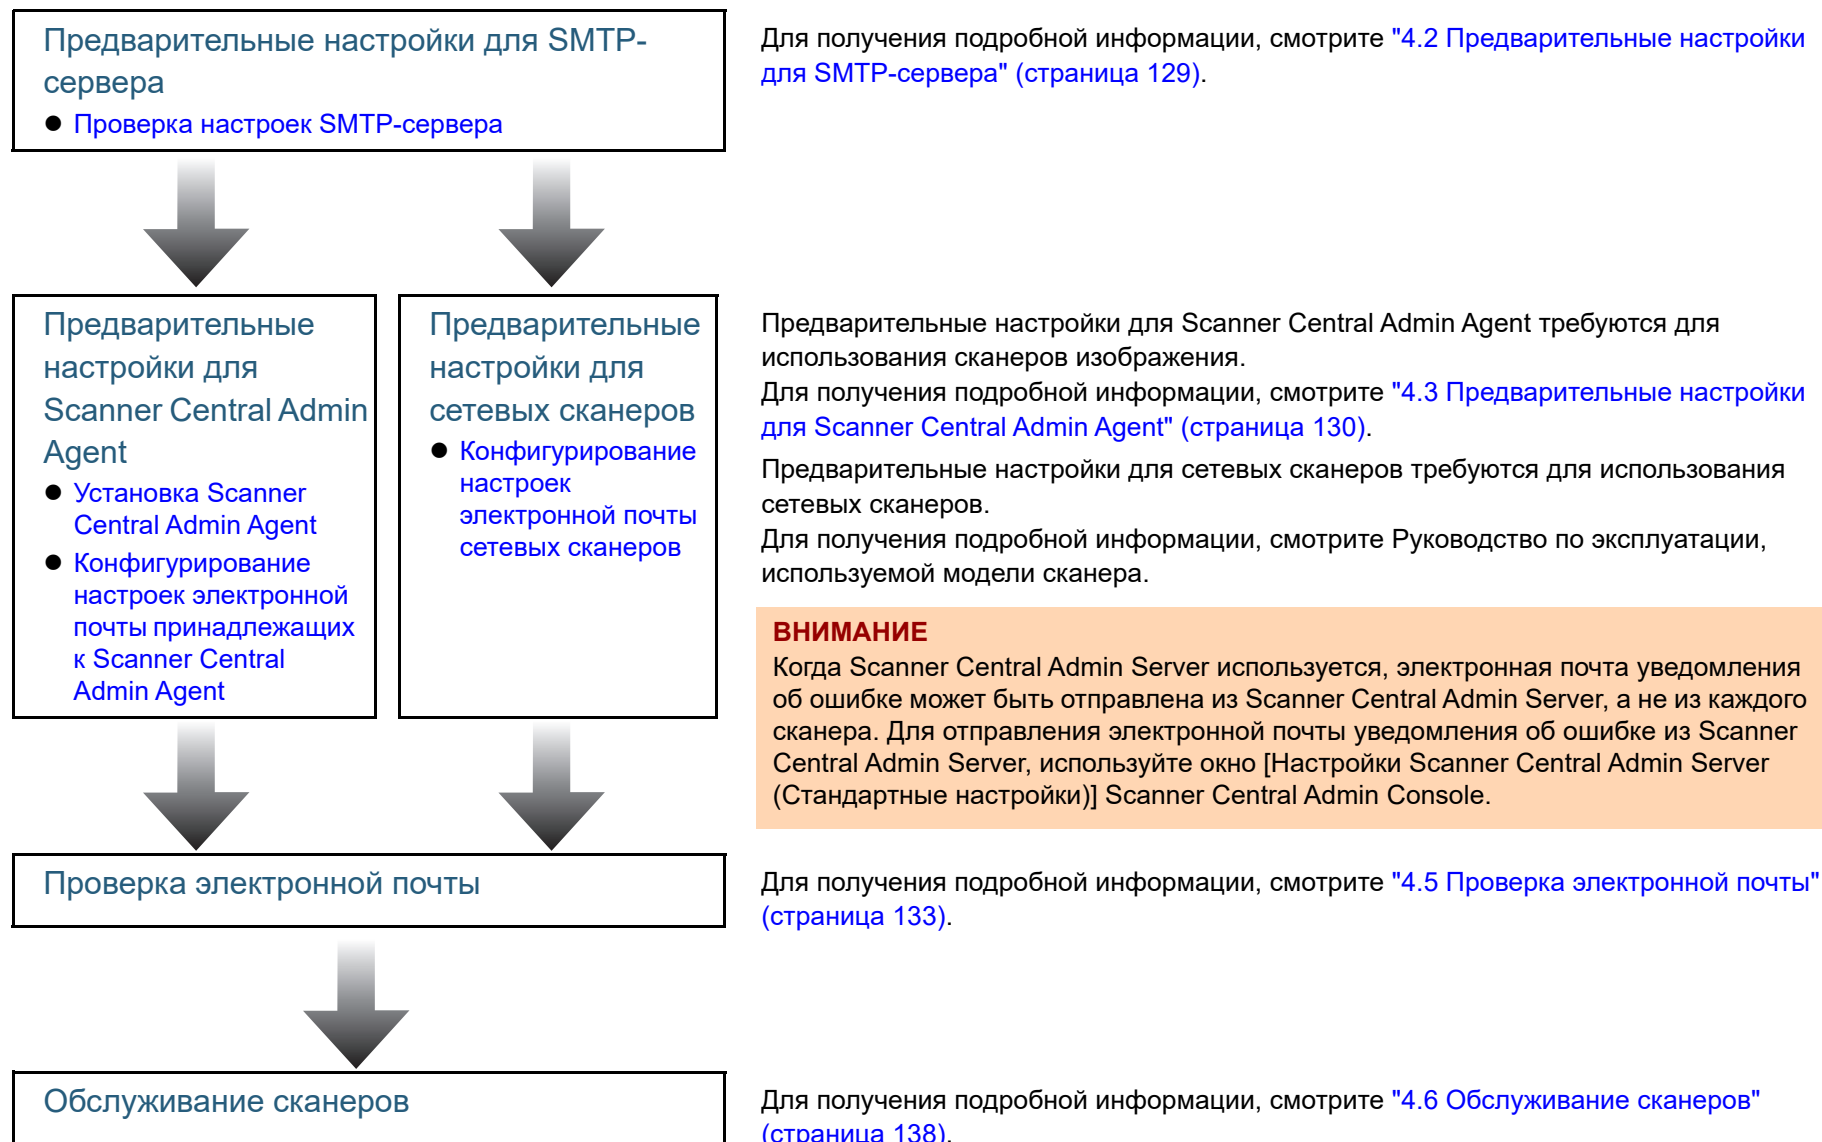 Предварительные настройки для SMTP-
сервера
● Проверка настроек SMTP-сервера
Для получения подробной информации, смотрите "4.2 Предварительные настройки
для SMTP-сервера" (страница 129).
Предварительные
настройки для
Scanner Central Admin
Agent
● Установка Scanner
Central Admin Agent
● Конфигурирование
настроек электронной
почты принадлежащих
к Scanner Central
Admin Agent
Предварительные
настройки для
сетевых сканеров
● Конфигурирование
настроек
электронной почты
сетевых сканеров
Предварительные настройки для Scanner Central Admin Agent требуются для
использования сканеров изображения.
Для получения подробной информации, смотрите "4.3 Предварительные настройки
для Scanner Central Admin Agent" (страница 130).
Предварительные настройки для сетевых сканеров требуются для использования
сетевых сканеров.
Для получения подробной информации, смотрите Руководство по эксплуатации,
используемой модели сканера.
ВНИМАНИЕ
Когда Scanner Central Admin Server используется, электронная почта уведомления
об ошибке может быть отправлена из Scanner Central Admin Server, а не из каждого
сканера. Для отправления электронной почты уведомления об ошибке из Scanner
Central Admin Server, используйте окно [Настройки Scanner Central Admin Server
(Стандартные настройки)] Scanner Central Admin Console.
Проверка электронной почты
Для получения подробной информации, смотрите "4.5 Проверка электронной почты"
(страница 133).
Обслуживание сканеров
Для получения подробной информации, смотрите "4.6 Обслуживание сканеров"
(страница 138).